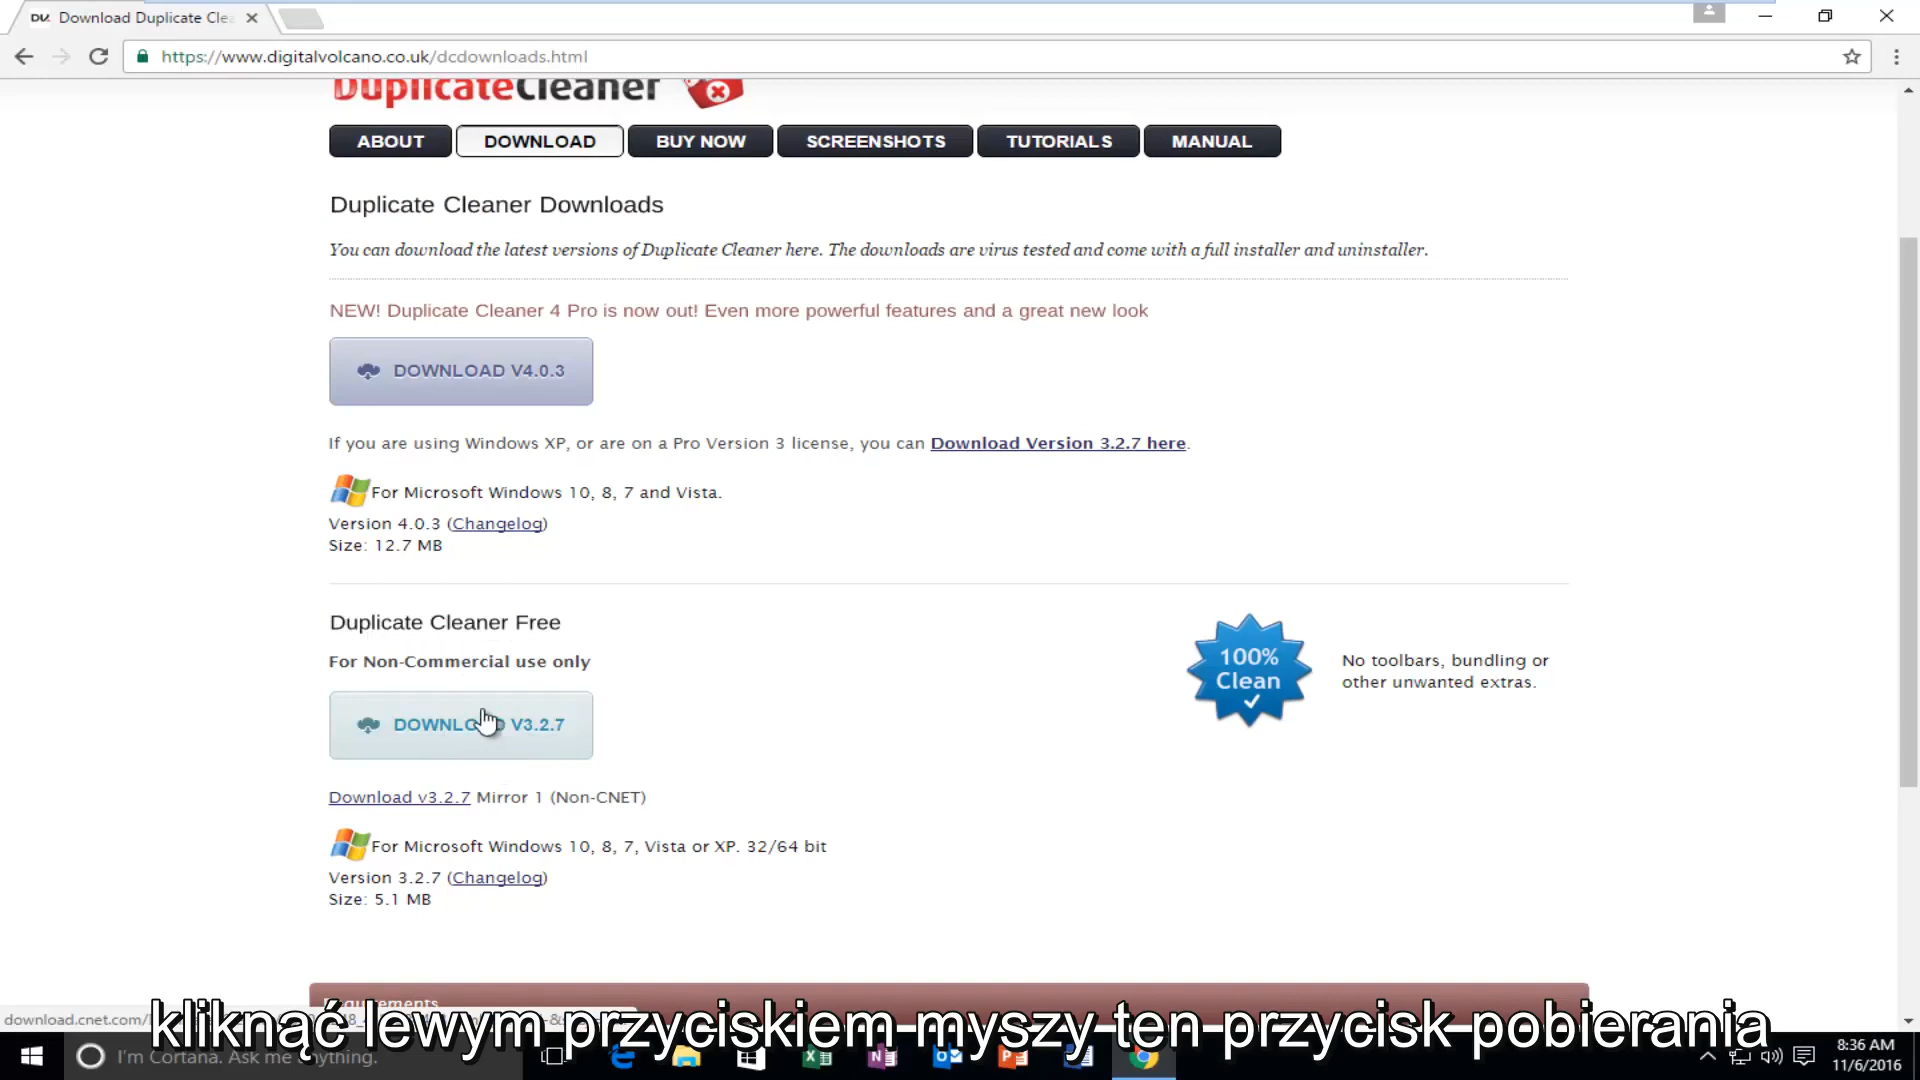 DV. Download Duplicate Clea
https://www.digitalvolcano.co.uk/dcdownloads.html
DuplicateCleaner
ABOUT DOWNLOAD BUY NOW SCREENSHOTS TUTORIALS MANUAL
Duplicate Cleaner Downloads
You can download the latest versions of Duplicate Cleaner here. The downloads are virus tested and come with a full installer and uninstaller.
NEW! Duplicate Cleaner 4 Pro is now out! Even more powerful features and a great new look
DOWNLOAD V4.0.3
If you are using Windows XP, or are on a Pro Version 3 license, you can Download Version 3.2.7 here.
For Microsoft Windows 10, 8, 7 and Vista.
Version 4.0.3 (Changelog)
Size: 12.7 MB
Duplicate Cleaner Free
For Non-Commercial use only
100%
Clean
No toolbars, bundling or
other unwanted extras.
DOWNLOAD V3.2.7
Download v3.2.7 Mirror 1 (Non-CNET)
For Microsoft Windows 10, 8, 7, Vista or XP. 32/64 bit
Version 3.2.7 (Changelog)
Size: 5.1 MB
Requirements
download.cnet.com/
kliknąć lewym przyciskiem myszy ten przycisk pobierania
I'm Cortana. Ask me anything.
8:36 AM
11/6/2016